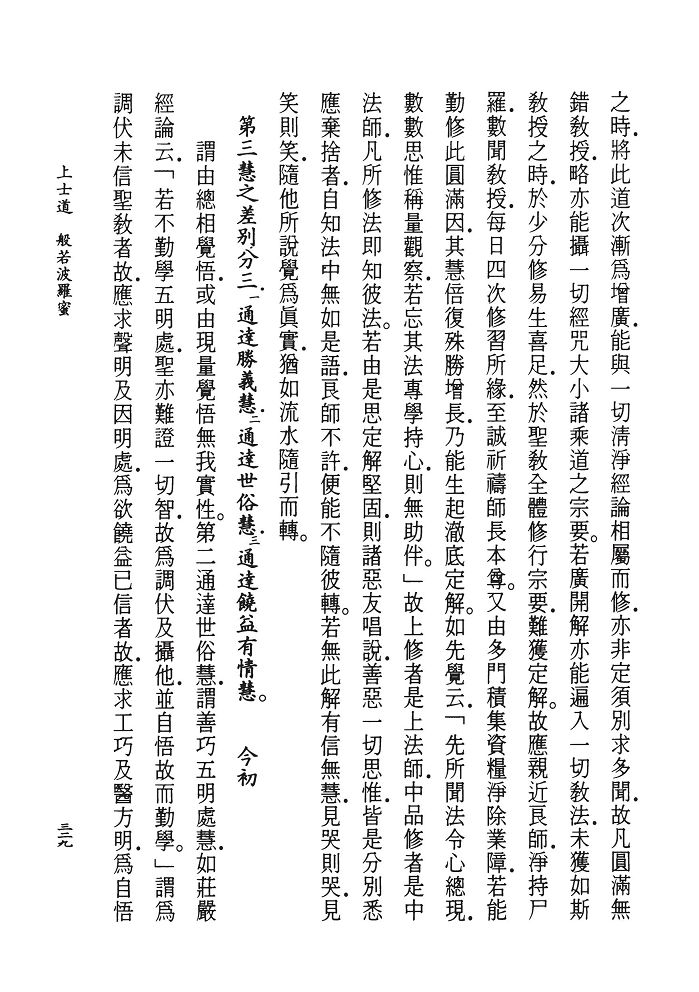 之時．將此道次漸爲增廣．能與一切清淨經論相屬而修．亦非定須別求多聞．故凡圓滿無
錯敎授．略亦能攝一切經咒大小諸乘道之宗要。若廣開解亦能遍入一切敎法．未獲如斯
敎授之時．於少分修易生喜足．然於聖敎全體修行宗要．難獲定解。故應親近良師．淨持尸
羅．數聞敎授．每日四次修習所緣．至誠祈禱師長本尊。又由多門積集資糧淨除業障．若能
勤修此圓滿因．其慧倍復殊勝增長．乃能生起澈底定解。如先覺云．「先所聞法令心總現．
數數思惟稱量觀察．若忘其法專學持心．則無助伴。」故上修者是上法師．中品修者是中
法師．凡所修法即知彼法。若由是思定解堅固．則諸惡友唱說．善惡一切思惟．皆是分別悉
應棄捨者．自知法中無如是語．良師不許．便能不隨彼轉。若無此解有信無慧．見哭則哭．見
笑則笑．隨他所說覺爲眞實．猶如流水隨引而轉。
第三慧之差別分三．一通達勝義慧．二通達世俗慧．三通達饒益有情慧。　今初
謂由總相覺悟．或由現量覺悟無我實性。第二通達世俗慧．謂善巧五明處慧．如莊嚴
經論云．「若不勤學五明處．聖亦難證一切智．故爲調伏及攝他．並自悟故而勤學。」謂爲
調伏未信聖敎者故．應求聲明及因明處．爲欲饒益已信者故．應求工巧及醫方明．爲自悟
上士道　般若波羅蜜
三二九